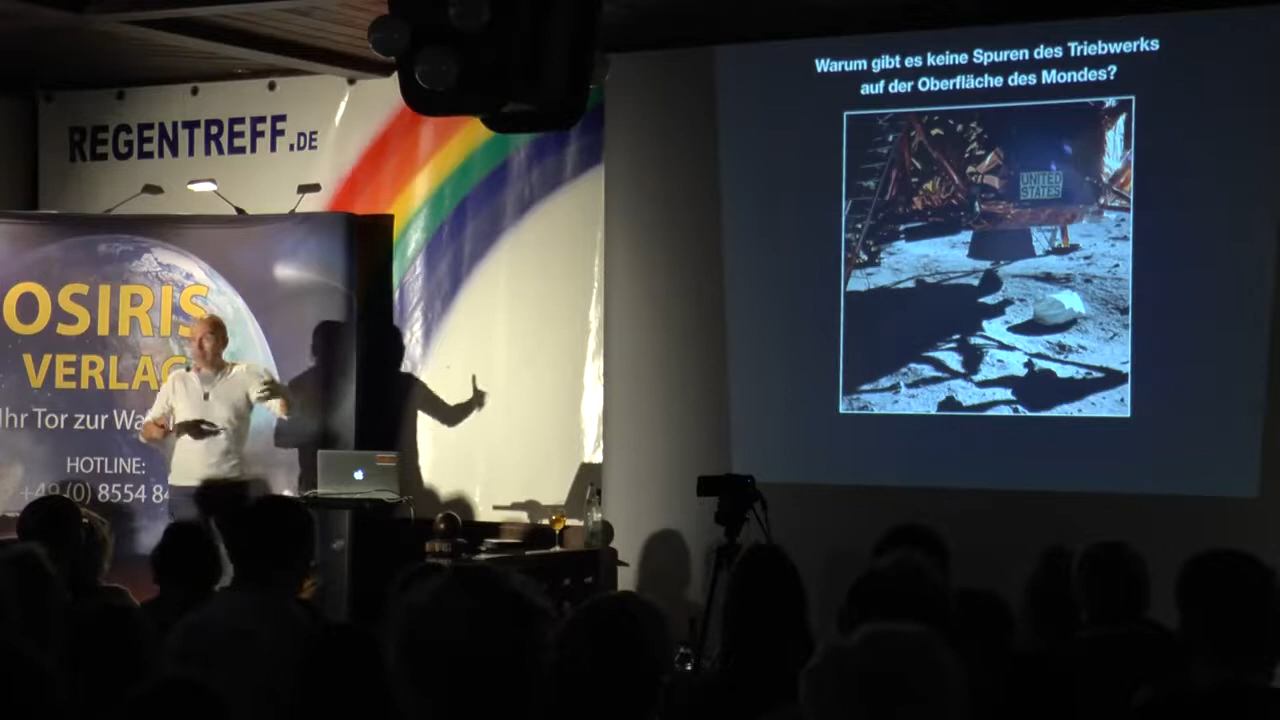 REGENTREFF.DE
OSIRIS
VERLAG
Ihr Tor zur Wa
HOTLINE:
+49 (0) 8554 84
Warum gibt es keine Spuren des Triebwerks
auf der Oberfläche des Mondes?
UNITED
STATES